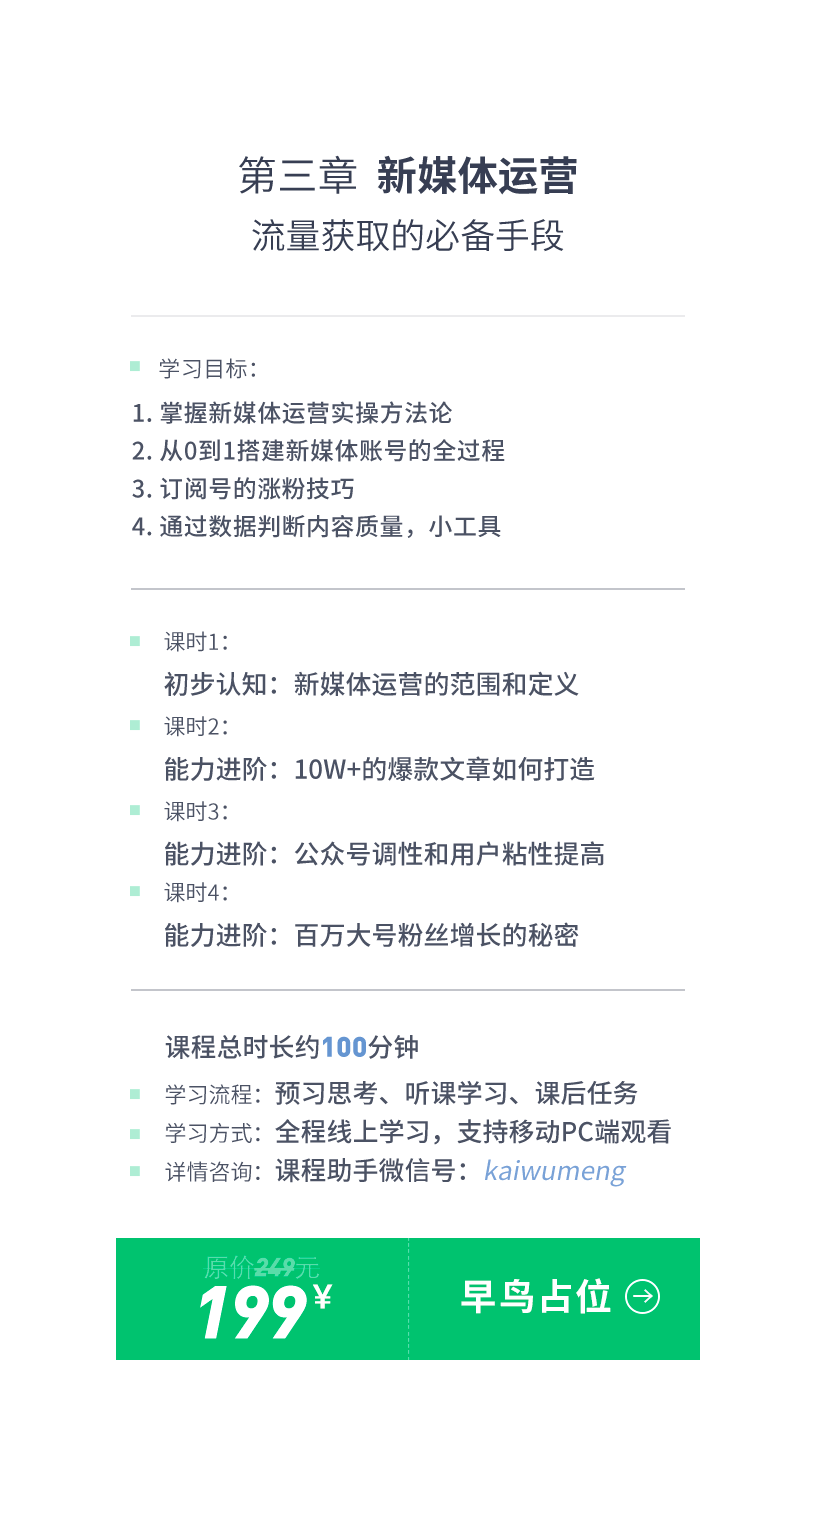 第三章 新媒体运营
流量获取的必备手段
学习目标：
1. 掌握新媒体运营实操方法论
2. 从0到1搭建新媒体账号的全过程
3. 订阅号的涨粉技巧
4. 通过数据判断内容质量，小工具
课时1：
初步认知：新媒体运营的范围和定义
课时2：
能力进阶：10W+的爆款文章如何打造
课时3：
能力进阶：公众号调性和用户粘性提高
课时4：
能力进阶：百万大号粉丝增长的秘密
课程总时长约100分钟
学习流程：预习思考、听课学习、课后任务
学习方式：全程线上学习，支持移动PC端观看
详情咨询：课程助手微信号：kaiwumeng
原价249元
199¥
早鸟占位